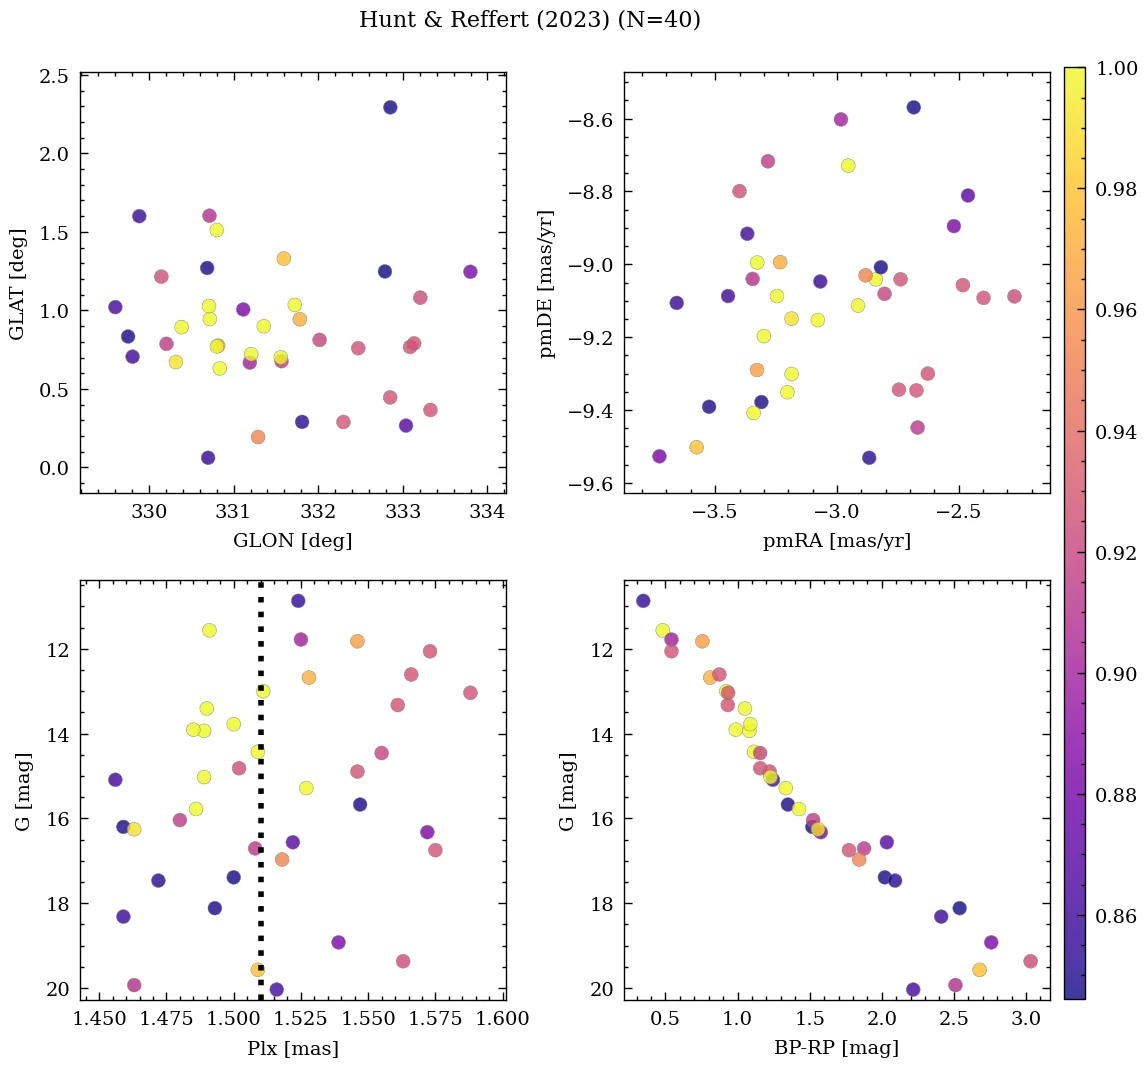 Hunt & Reffert (2023) (N=40)
2.5
2.0
1.5
1.0
0.5
0.0
GLAT [deg]
330 331 332 333 334
GLON [deg]
−8.6
−8.8
−9.0
−9.2
−9.4
−9.6
pmDE [mas/yr]
−3.5 −3.0 −2.5
pmRA [mas/yr]
12
14
16
18
20
G [mag]
1.450 1.475 1.500 1.525 1.550 1.575 1.600
Plx [mas]
12
14
16
18
20
G [mag]
0.5 1.0 1.5 2.0 2.5 3.0
BP-RP [mag]
1.00
0.98
0.96
0.94
0.92
0.90
0.88
0.86